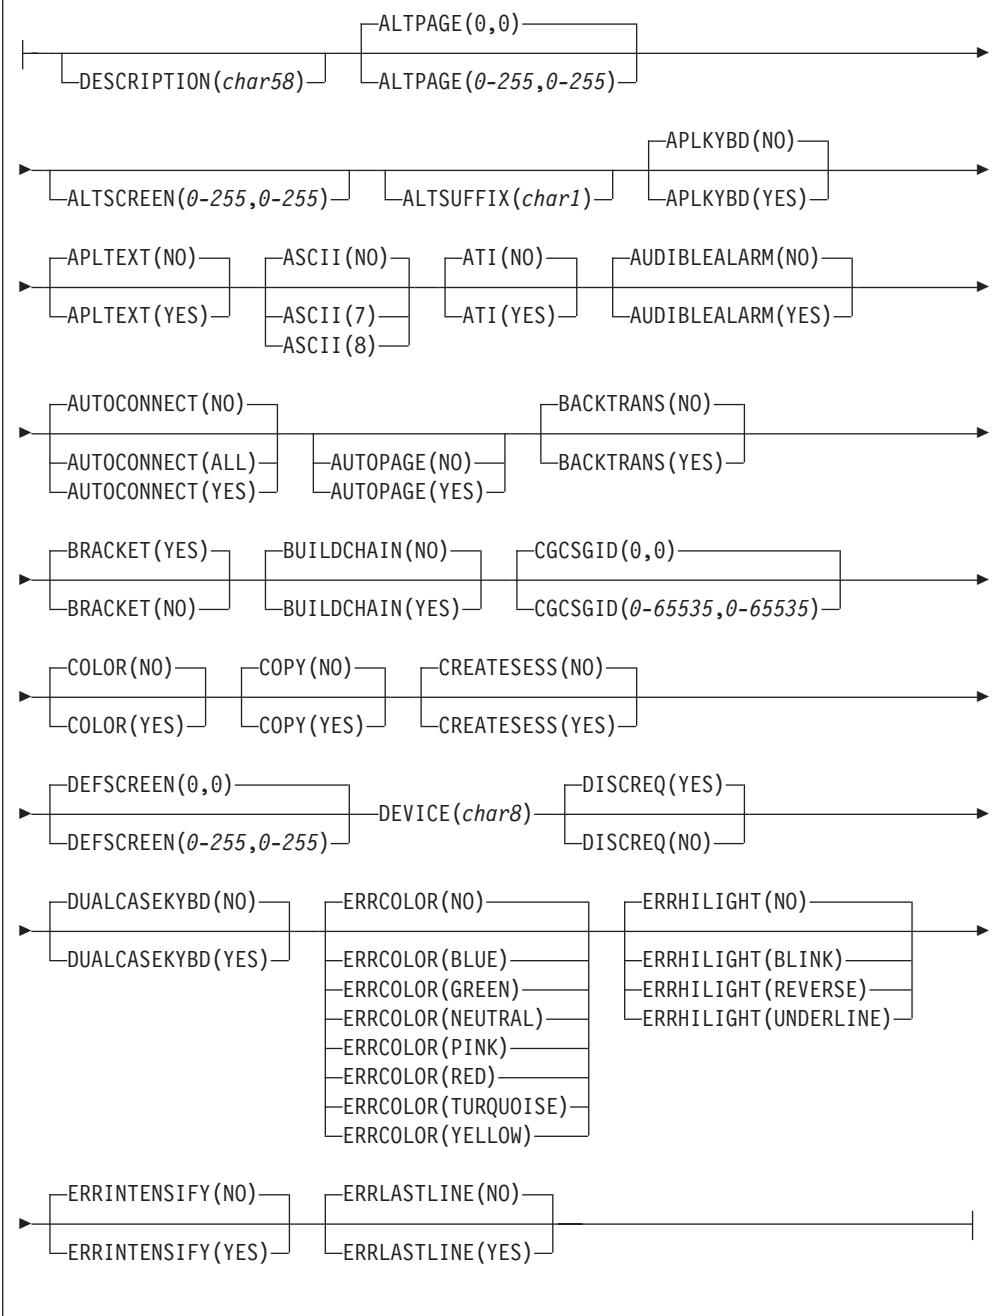 ALTPAGE(0,0)
DESCRIPTION(char58) ALTPAGE(0-255,0-255)
APLKYBD(NO)
ALTSCREEN(0-255,0-255) ALTSUFFIX(char1) APLKYBD(YES)
APLTEXT(NO) ASCII(NO) ATI(NO) AUDIBLEALARM(NO)
APLTEXT(YES) ASCII(7) ATI(YES) AUDIBLEALARM(YES)
ASCII(8)
AUTOCONNECT(NO) BACKTRANS(NO)
AUTOCONNECT(ALL) AUTOPAGE(NO) BACKTRANS(YES)
AUTOCONNECT(YES) AUTOPAGE(YES)
BRACKET(YES) BUILDCHAIN(NO) CGCSGID(0,0)
BRACKET(NO) BUILDCHAIN(YES) CGCSGID(0-65535,0-65535)
COLOR(NO) COPY(NO) CREATESESS(NO)
COLOR(YES) COPY(YES) CREATESESS(YES)
DEFSCREEN(0,0) DISCREQ(YES)
DEVICE(char8)
DEFSCREEN(0-255,0-255) DISCREQ(NO)
DUALCASEKYBD(NO) ERRCOLOR(NO) ERRHILIGHT(NO)
DUALCASEKYBD(YES) ERRCOLOR(BLUE) ERRHILIGHT(BLINK)
ERRCOLOR(GREEN) ERRHILIGHT(REVERSE)
ERRCOLOR(NEUTRAL) ERRHILIGHT(UNDERLINE)
ERRCOLOR(PINK)
ERRCOLOR(RED)
ERRCOLOR(TURQUOISE)
ERRCOLOR(YELLOW)
ERRINTENSIFY(NO) ERRLASTLINE(NO)
ERRINTENSIFY(YES) ERRLASTLINE(YES)